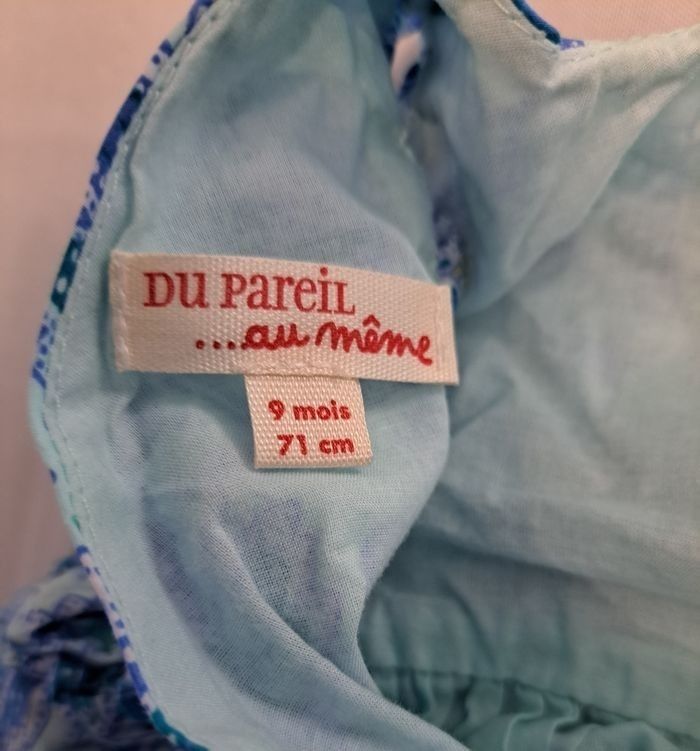 DU PAREIL
...au même
9 mois
71 cm